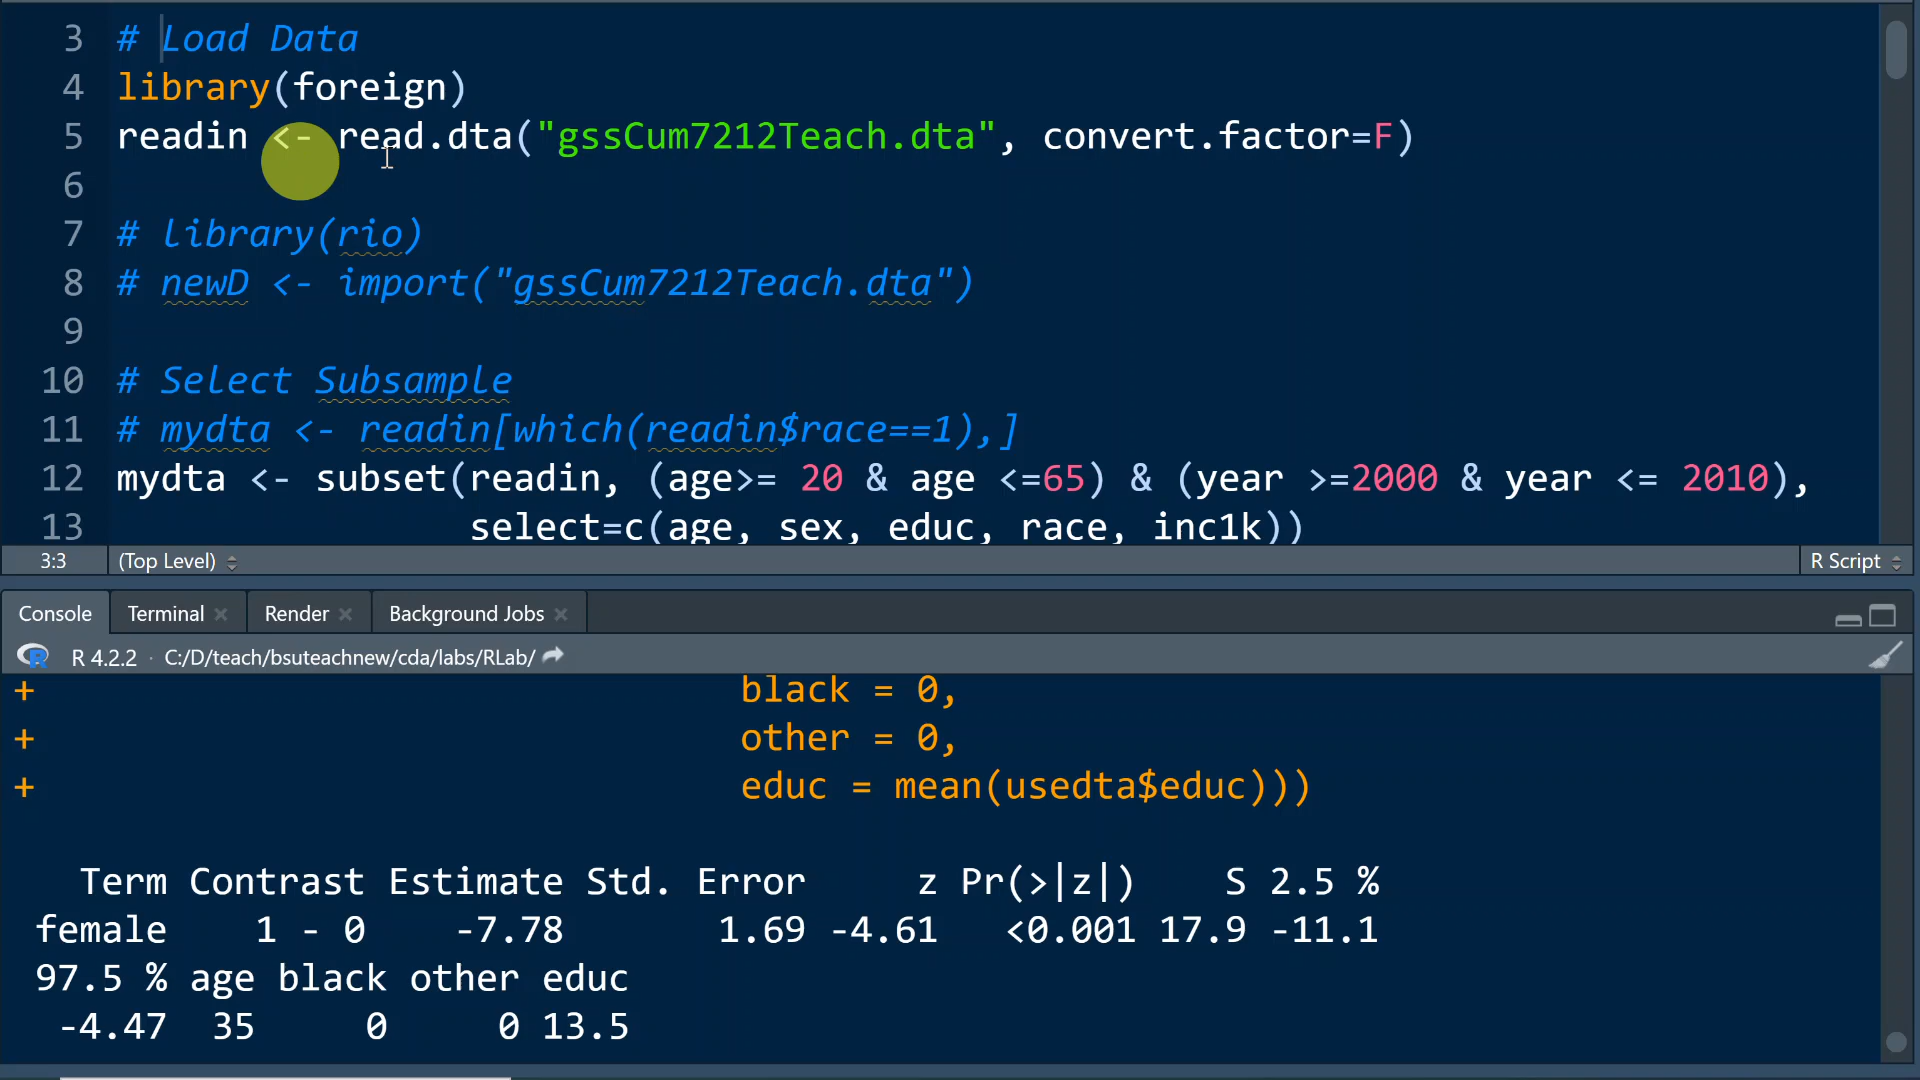 3 # Load Data
4 library(foreign)
5 readin <- read.dta("gssCum7212Teach.dta", convert.factor=F)
6
7 # library(rio)
8 # newD <- import("gssCum7212Teach.dta")
9
10 # Select Subsample
11 # mydta <- readin[which(readin$race==1),]
12 mydta <- subset(readin, (age>= 20 & age <=65) & (year >=2000 & year <= 2010),
13 select=c(age, sex, educ, race, inc1k))
3:3 (Top Level) R Script
Console Terminal Render Background Jobs
R 4.2.2 · C:/D/teach/bsuteachnew/cda/labs/RLab/
+ black = 0,
+ other = 0,
+ educ = mean(usedta$educ)))
Term Contrast Estimate Std. Error z Pr(>|z|) S 2.5 %
female 1 - 0 -7.78 1.69 -4.61 <0.001 17.9 -11.1
97.5 % age black other educ
-4.47 35 0 0 13.5